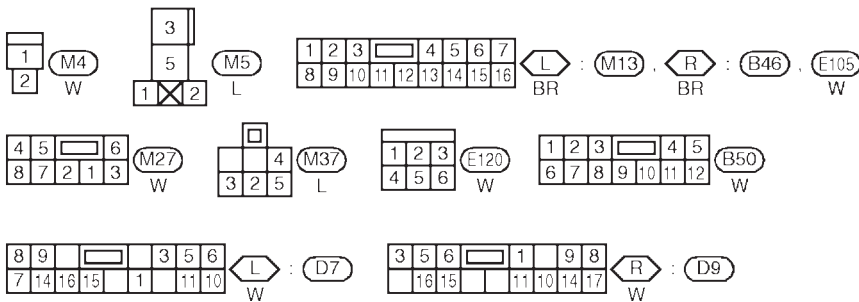 3
1 M4 5 M5 1 2 3 4 5 6 7 L : M13 , R : B46 , E105
2 W 1 2 L 8 9 10 11 12 13 14 15 16 BR BR W
4 5 6 M27 4 M37 1 2 3 E120 1 2 3 4 5 B50
8 7 2 1 3 W 3 2 5 L 4 5 6 W 6 7 8 9 10 11 12 W
8 9 3 5 6 L : D7 3 5 6 1 9 8 R : D9
7 14 16 15 1 11 10 W 16 15 11 10 14 17 W